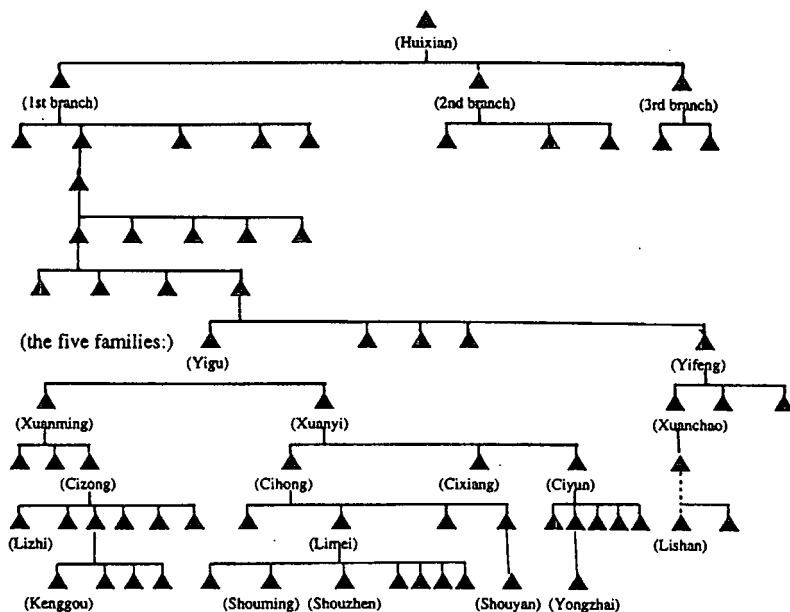 (Huixian)
(1st branch) (2nd branch) (3rd branch)
(the five families:)
(Yigu) (Yifeng)
(Xuanming) (Xuanyi) (Xuanchao)
(Cizong) (Cihong) (Cixiang) (Ciyun)
(Lizhi) (Limei) (Lishan)
(Kenggou) (Shouming) (Shouzhen) (Shouyan) (Yongzhai)